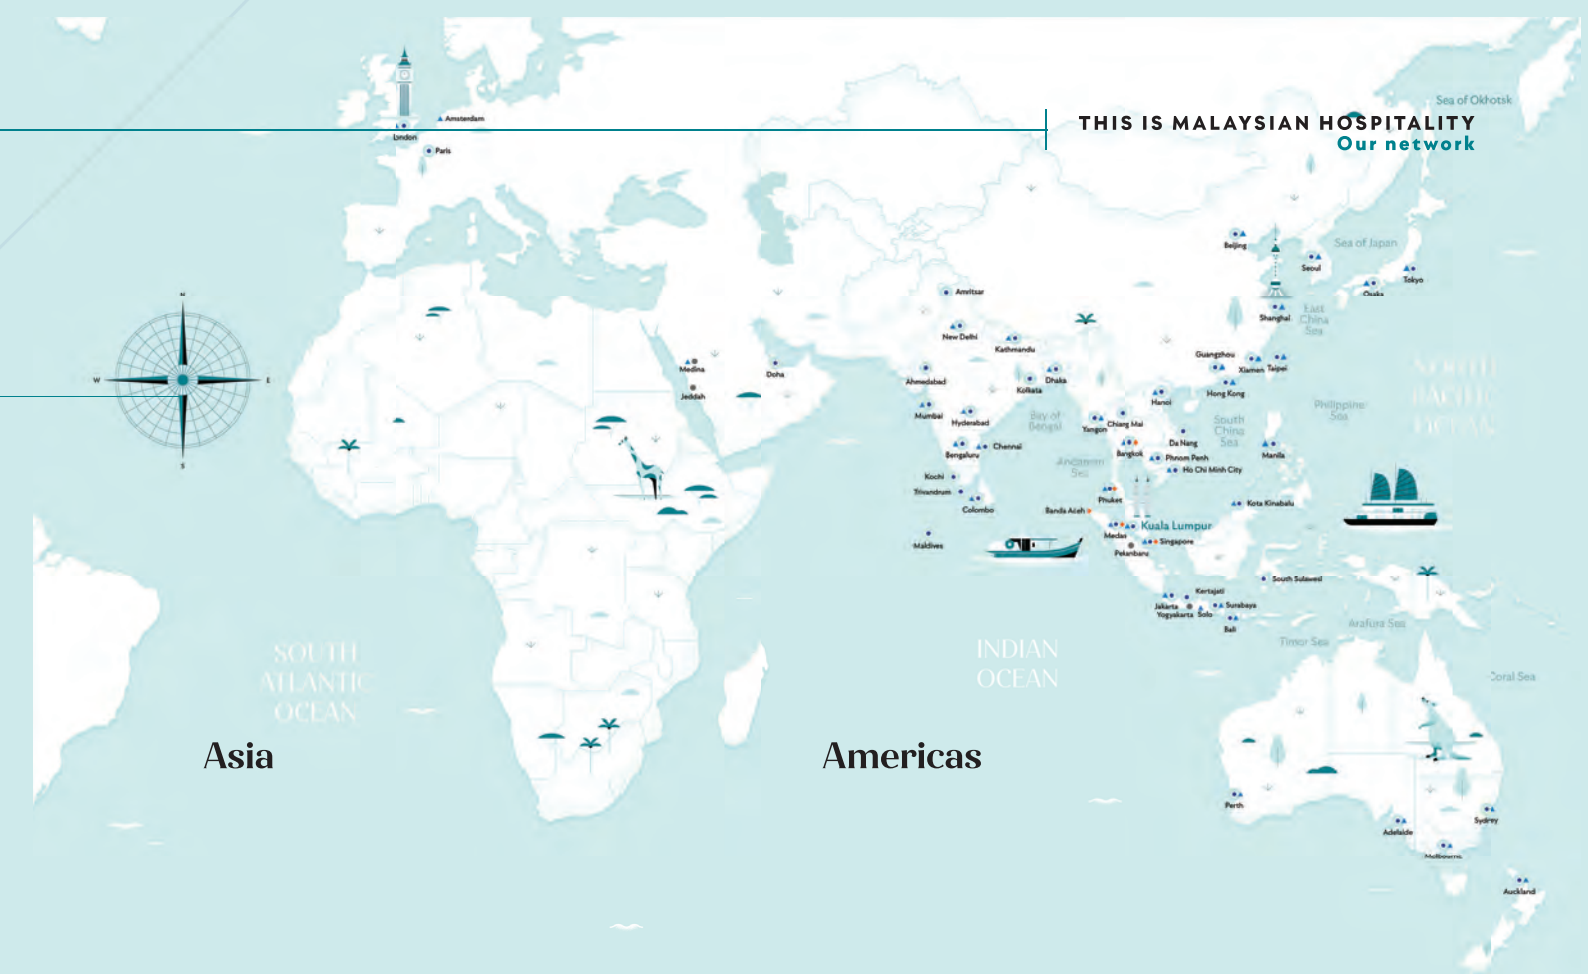 THIS IS MALAYSIAN HOSPITALITY
Our network
Sea of Okhotsk
Amsterdam
London
Paris
Beijing
Sea of Japan
Seoul
Tokyo
Osaka
Amritsar
Shanghai
East
China
Sea
New Delhi
Kathmandu
Guangzhou
Xiamen
Taipei
Medina
Doha
Jeddah
Ahmedabad
Kolkata
Dhaka
Hong Kong
Hanoi
NORTH
PACIFIC
OCEAN
Philippine
Sea
Mumbai
Hyderabad
Bay of
Bengal
Yangon
Chiang Mai
South
China
Sea
Da Nang
Bengaluru
Chennai
Bangkok
Phnom Penh
Manila
Andaman
Sea
Ho Chi Minh City
Kochi
Trivandrum
Colombo
Phuket
Banda Aceh
Kota Kinabalu
Kuala Lumpur
Medan
Singapore
Maldives
Pekanbaru
South Sulawesi
Kertajati
Jakarta
Surabaya
Yogyakarta
Solo
Bali
Arafura Sea
Timor Sea
Coral Sea
N
W
E
S
SOUTH
ATLANTIC
OCEAN
INDIAN
OCEAN
Asia
Americas
Perth
Adelaide
Sydney
Melbourne
Auckland